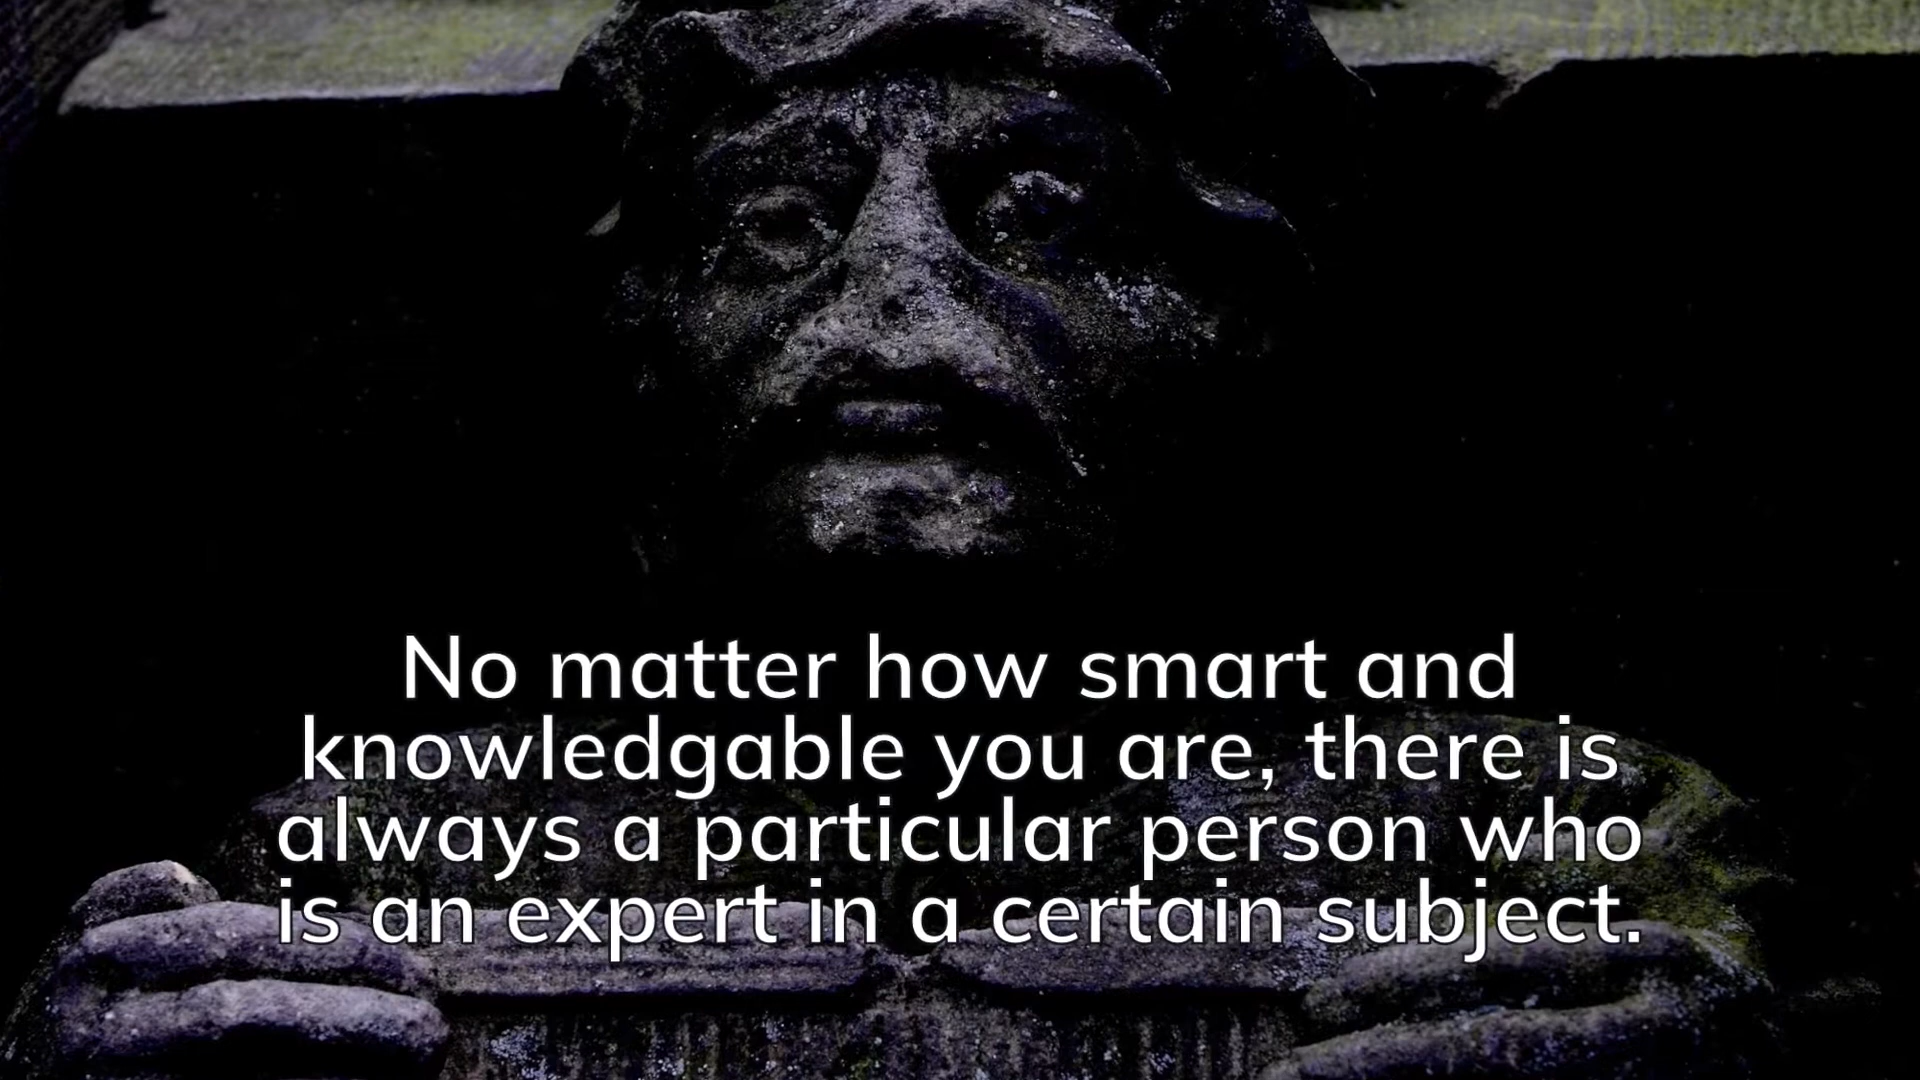 No matter how smart and
knowledgable you are, there is
always a particular person who
is an expert in a certain subject.